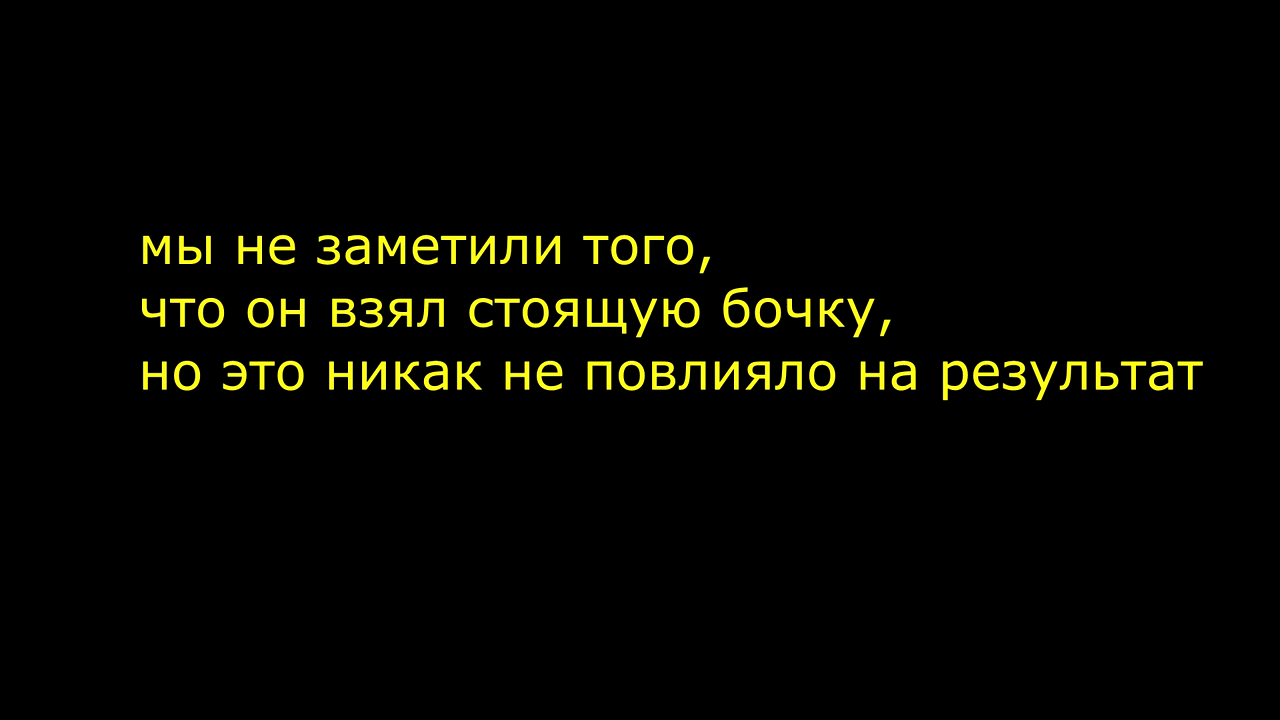 мы не заметили того,
что он взял стоящую бочку,
но это никак не повлияло на результат